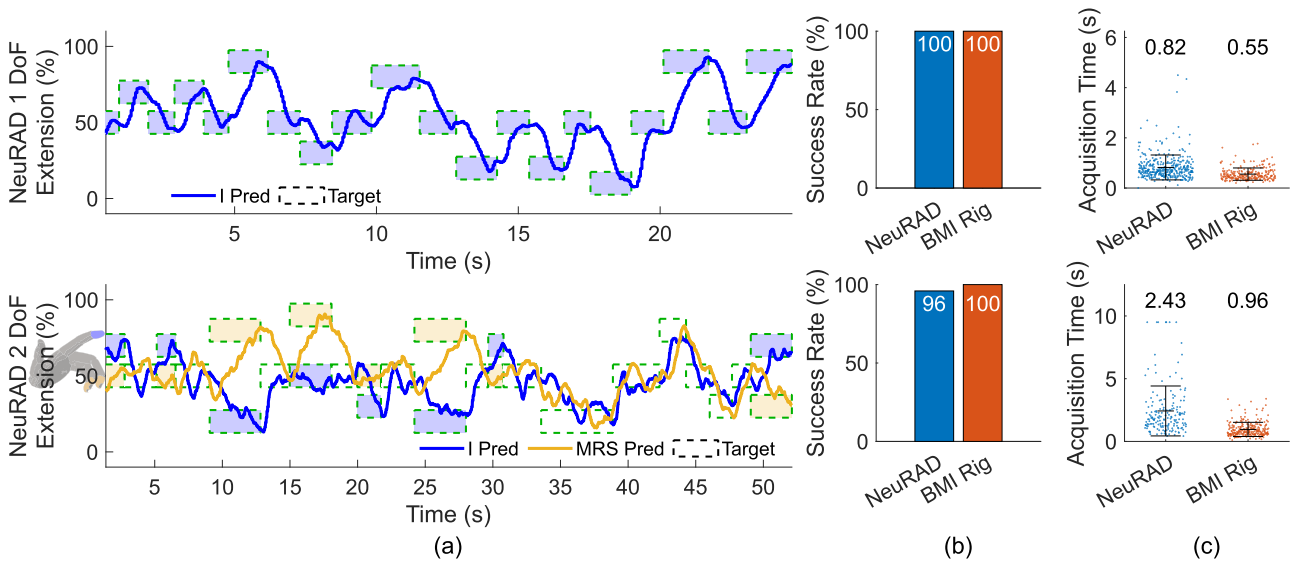 NeuRAD 1 DoF
Extension (%)
100
50
0
I Pred Target
5 10 15 20
Time (s)
Success Rate (%)
100
50
0
100 100
NeuRAD BMI Rig
Acquisition Time (s)
6
4
2
0
0.82 0.55
NeuRAD BMI Rig
NeuRAD 2 DoF
Extension (%)
100
50
0
I Pred MRS Pred Target
5 10 15 20 25 30 35 40 45 50
Time (s)
(a)
Success Rate (%)
100
50
0
96 100
NeuRAD BMI Rig
(b)
Acquisition Time (s)
10
5
0
2.43 0.96
NeuRAD BMI Rig
(c)